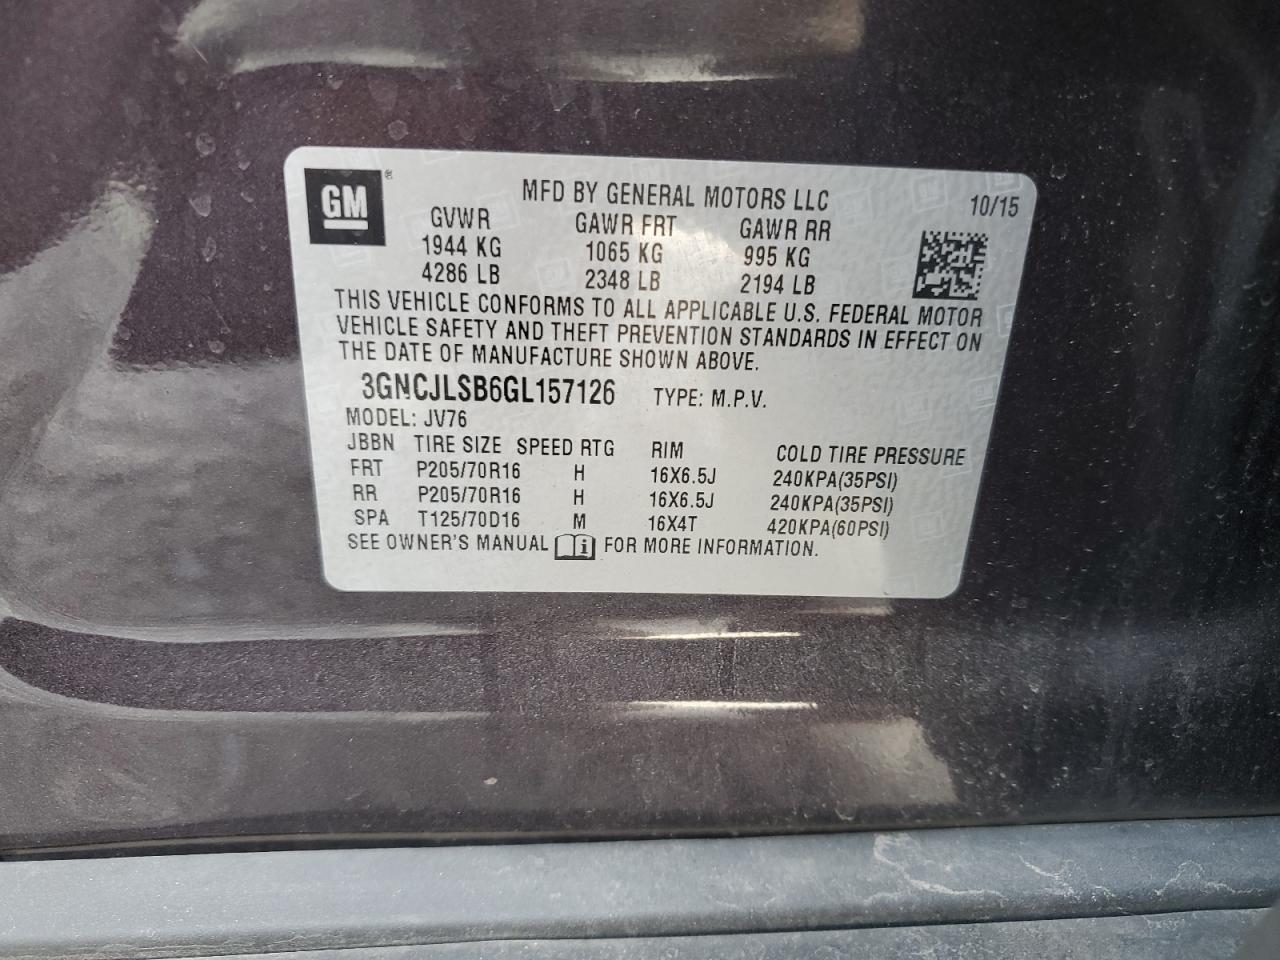 GM ®
MFD BY GENERAL MOTORS LLC 10/15
GVWR GAWR FRT GAWR RR
1944 KG 1065 KG 995 KG
4286 LB 2348 LB 2194 LB
THIS VEHICLE CONFORMS TO ALL APPLICABLE U.S. FEDERAL MOTOR
VEHICLE SAFETY AND THEFT PREVENTION STANDARDS IN EFFECT ON
THE DATE OF MANUFACTURE SHOWN ABOVE.
3GNCJLSB6GL157126 TYPE: M.P.V.
MODEL: JV76
JBBN TIRE SIZE SPEED RTG RIM COLD TIRE PRESSURE
FRT P205/70R16 H 16X6.5J 240KPA(35PSI)
RR P205/70R16 H 16X6.5J 240KPA(35PSI)
SPA T125/70D16 M 16X4T 420KPA(60PSI)
SEE OWNER'S MANUAL i FOR MORE INFORMATION.